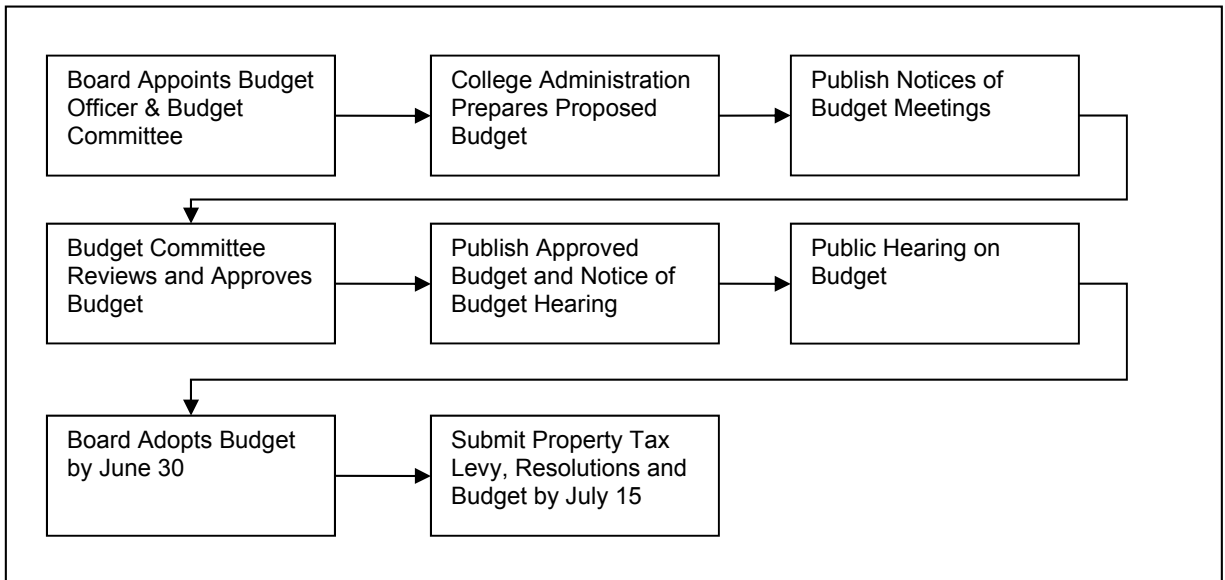 Board Appoints Budget
Officer & Budget
Committee
College Administration
Prepares Proposed
Budget
Publish Notices of
Budget Meetings
Budget Committee
Reviews and Approves
Budget
Publish Approved
Budget and Notice of
Budget Hearing
Public Hearing on
Budget
Board Adopts Budget
by June 30
Submit Property Tax
Levy, Resolutions and
Budget by July 15